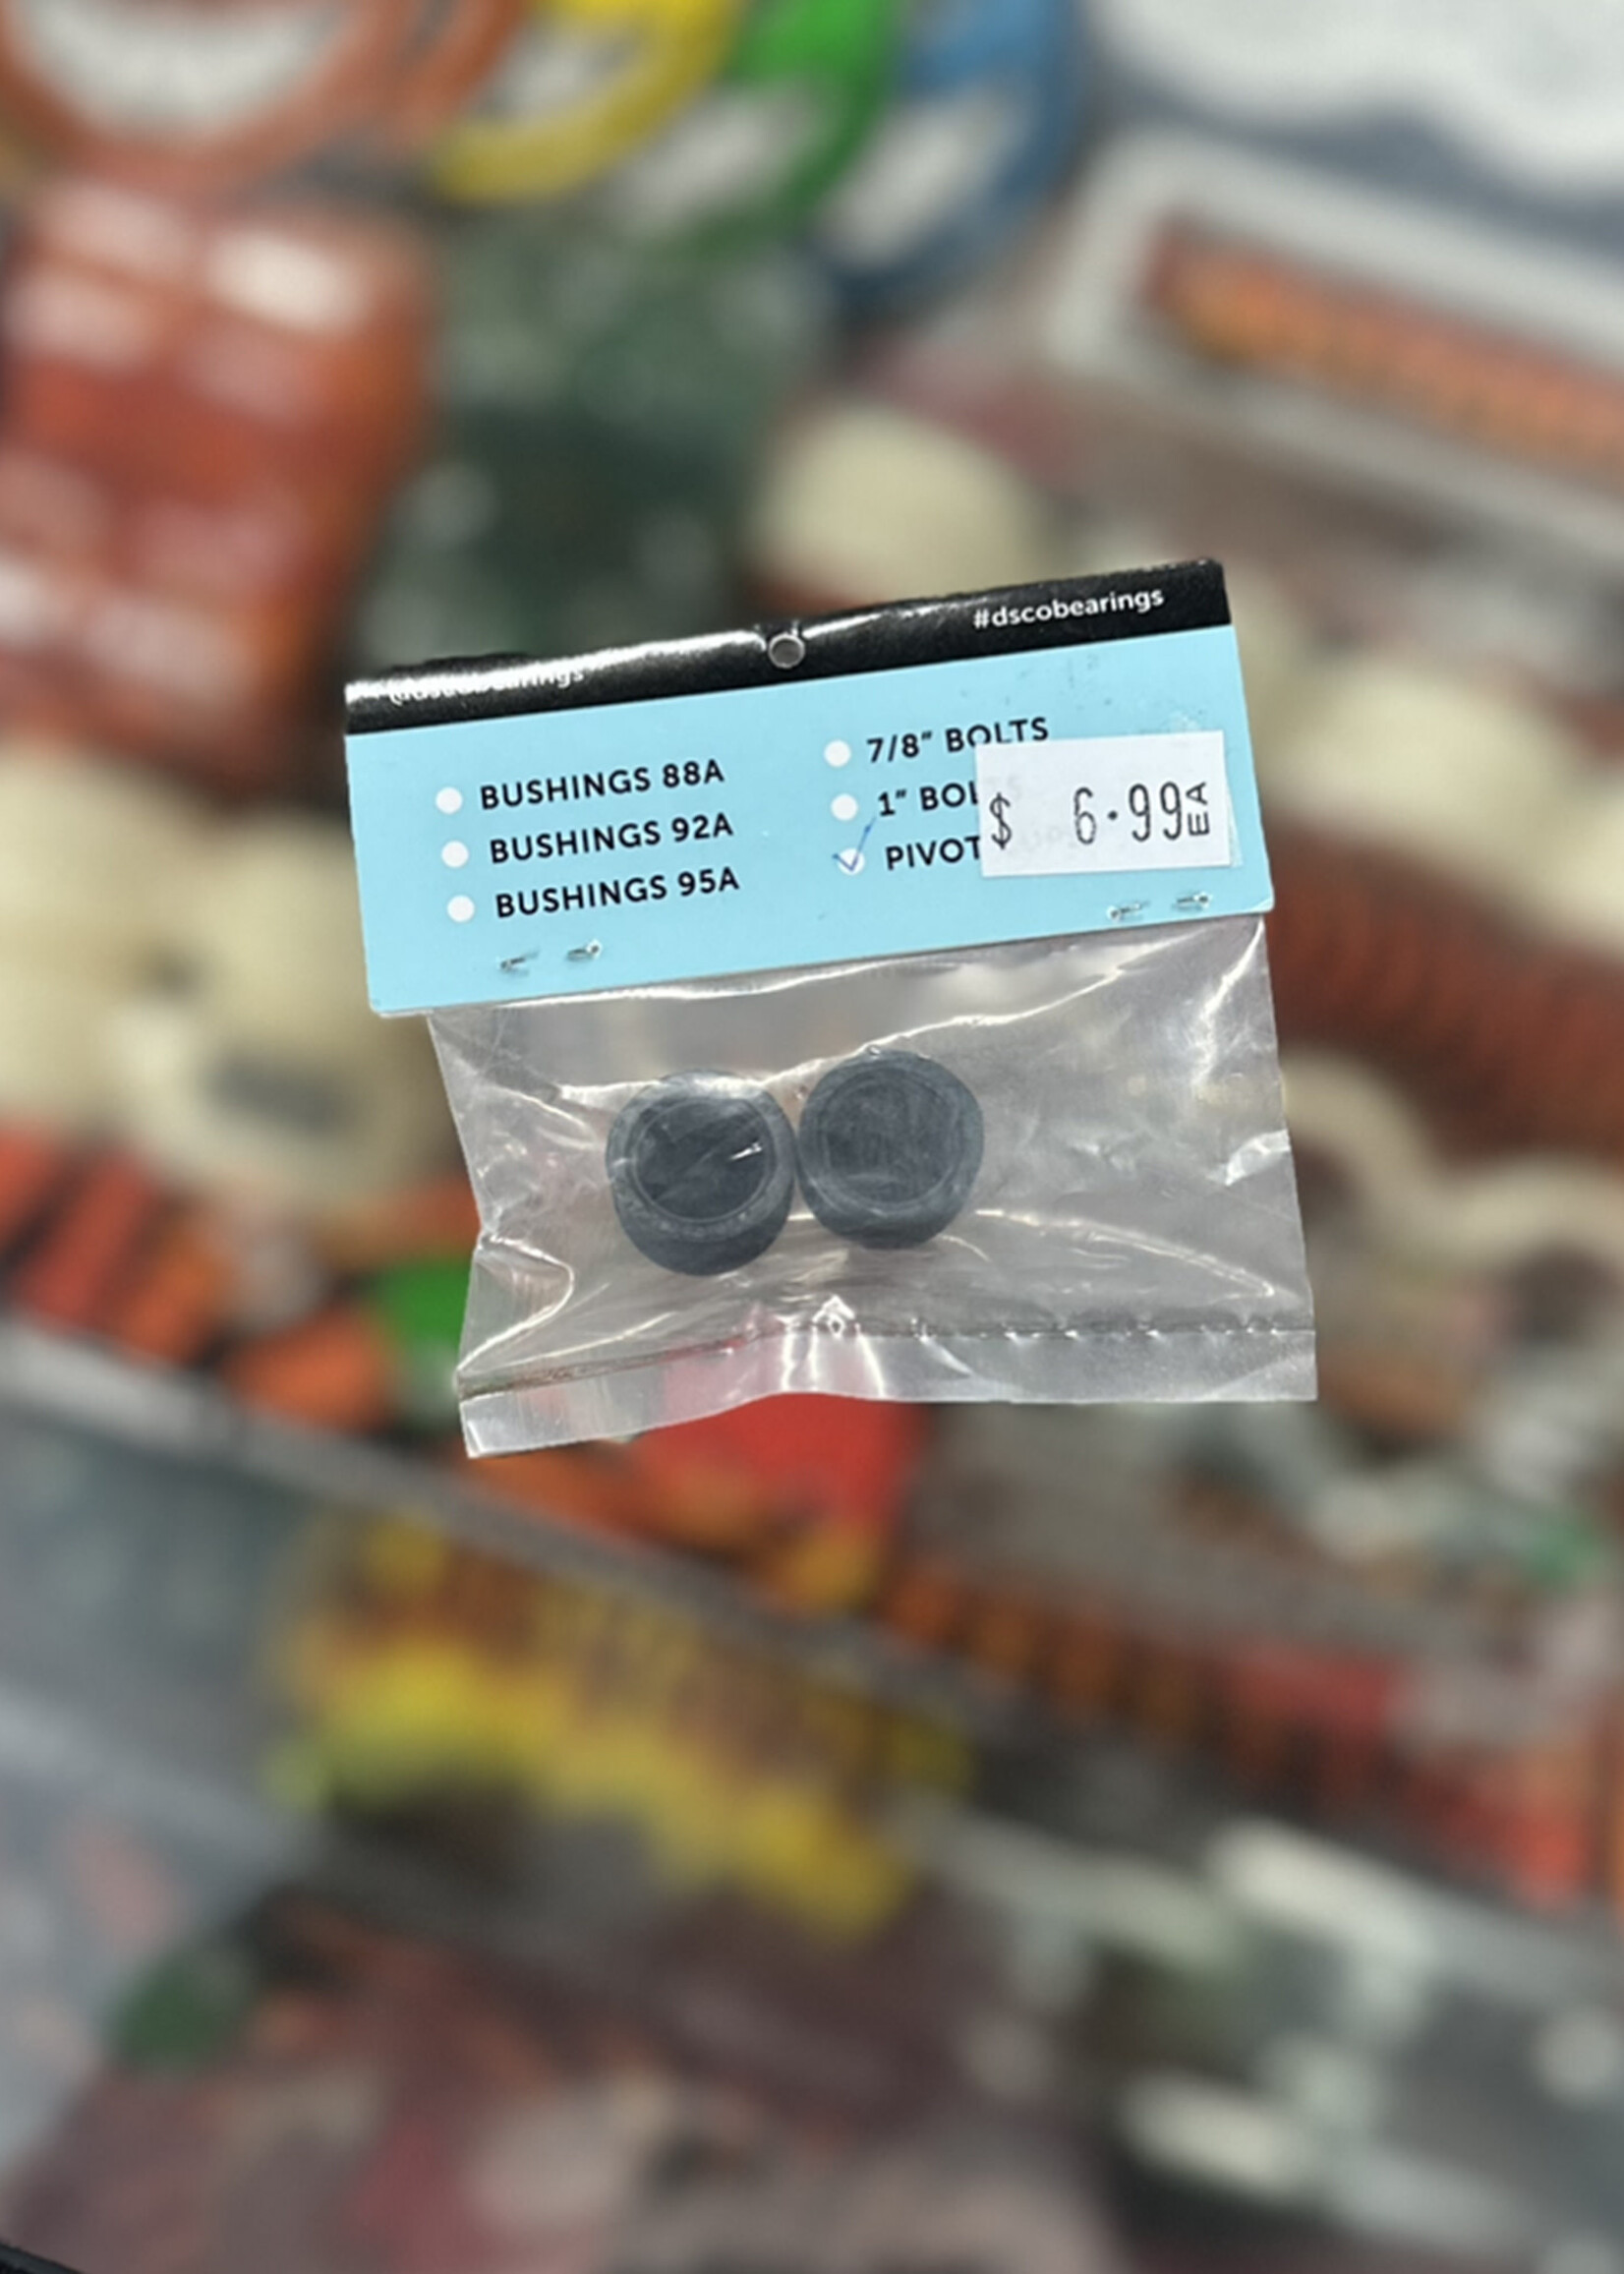 #dscobearings
BUSHINGS 88A
BUSHINGS 92A
BUSHINGS 95A
7/8" BOLTS
1" BOL
PIVOT
$ 6.99 EA